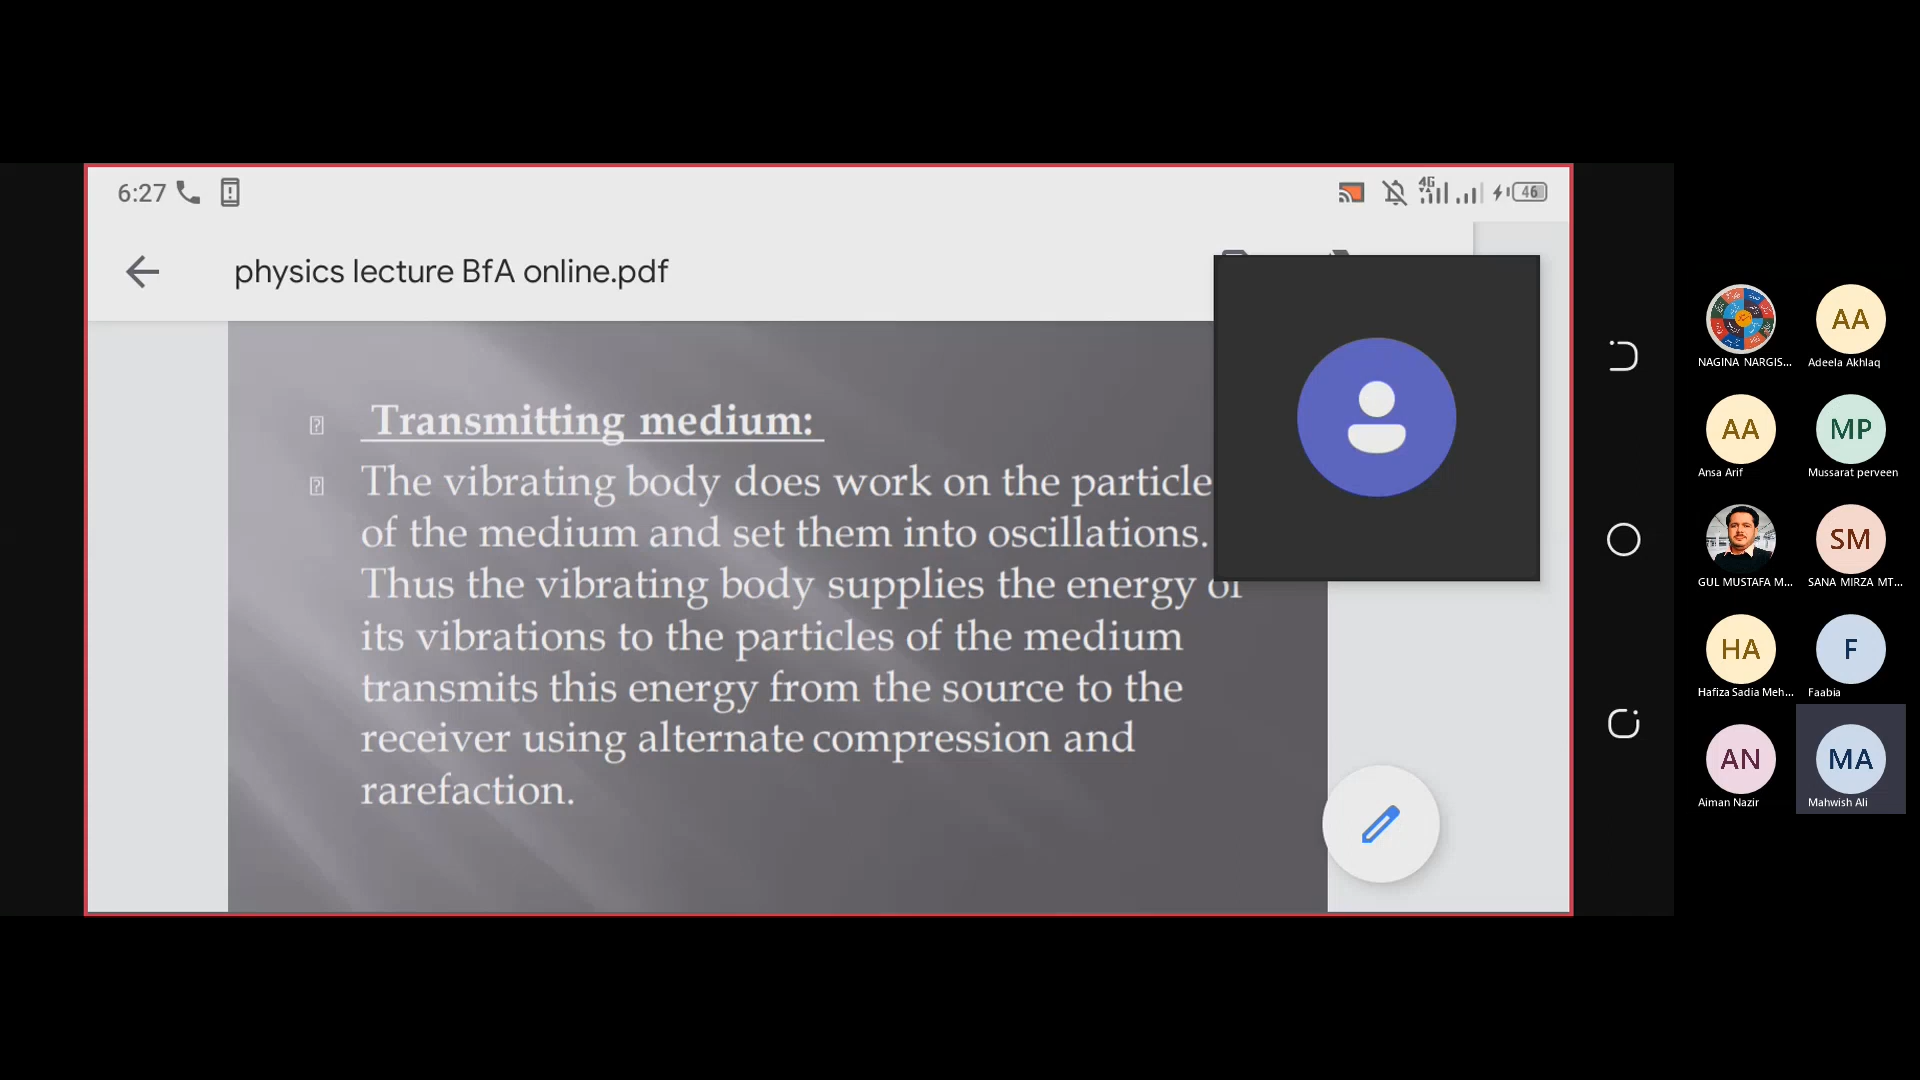 6:27
4G
46
physics lecture BfA online.pdf
Transmitting medium:
The vibrating body does work on the particle
of the medium and set them into oscillations.
Thus the vibrating body supplies the energy of
its vibrations to the particles of the medium
transmits this energy from the source to the
receiver using alternate compression and
rarefaction.
NAGINA NARGIS...
AA
Adeela Akhlaq
AA
Ansa Arif
MP
Mussarat perveen
GUL MUSTAFA M...
SM
SANA MIRZA MT...
HA
Hafiza Sadia Meh...
F
Faabia
AN
Aiman Nazir
MA
Mahwish Ali